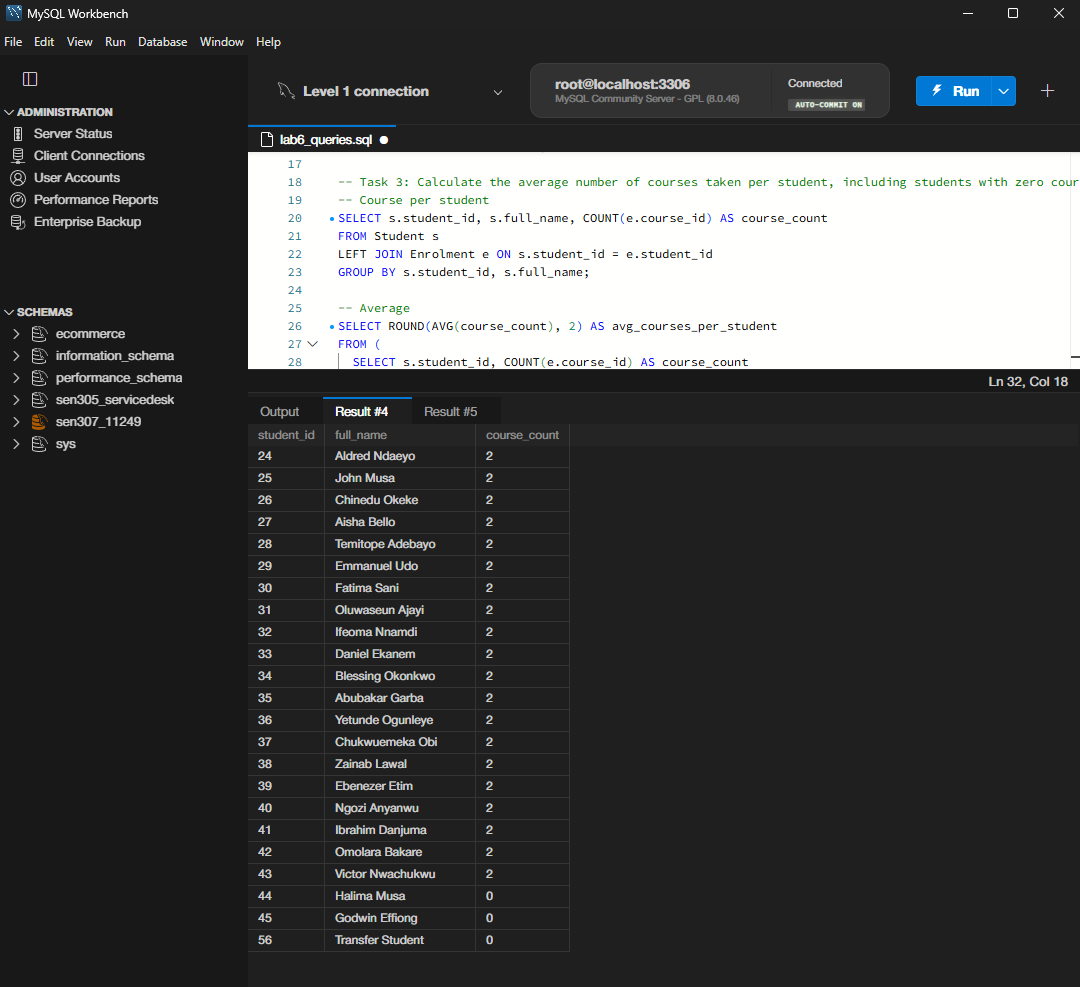 MySQL Workbench
File Edit View Run Database Window Help
Level 1 connection
root@localhost:3306
MySQL Community Server - GPL (8.0.46)
Connected
AUTO-COMMIT ON
Run
ADMINISTRATION
Server Status
Client Connections
User Accounts
Performance Reports
Enterprise Backup
SCHEMAS
ecommerce
information_schema
performance_schema
sen305_servicedesk
sen307_11249
sys
lab6_queries.sql
17
18 -- Task 3: Calculate the average number of courses taken per student, including students with zero cour
19 -- Course per student
20 SELECT s.student_id, s.full_name, COUNT(e.course_id) AS course_count
21 FROM Student s
22 LEFT JOIN Enrolment e ON s.student_id = e.student_id
23 GROUP BY s.student_id, s.full_name;
24
25 -- Average
26 SELECT ROUND(AVG(course_count), 2) AS avg_courses_per_student
27 FROM (
28 SELECT s.student_id, COUNT(e.course_id) AS course_count
Ln 32, Col 18
Output Result #4 Result #5
student_id full_name course_count
24 Aldred Ndaeyo 2
25 John Musa 2
26 Chinedu Okeke 2
27 Aisha Bello 2
28 Temitope Adebayo 2
29 Emmanuel Udo 2
30 Fatima Sani 2
31 Oluwaseun Ajayi 2
32 Ifeoma Nnamdi 2
33 Daniel Ekanem 2
34 Blessing Okonkwo 2
35 Abubakar Garba 2
36 Yetunde Ogunleye 2
37 Chukwuemeka Obi 2
38 Zainab Lawal 2
39 Ebenezer Etim 2
40 Ngozi Anyanwu 2
41 Ibrahim Danjuma 2
42 Omolara Bakare 2
43 Victor Nwachukwu 2
44 Halima Musa 0
45 Godwin Effiong 0
56 Transfer Student 0